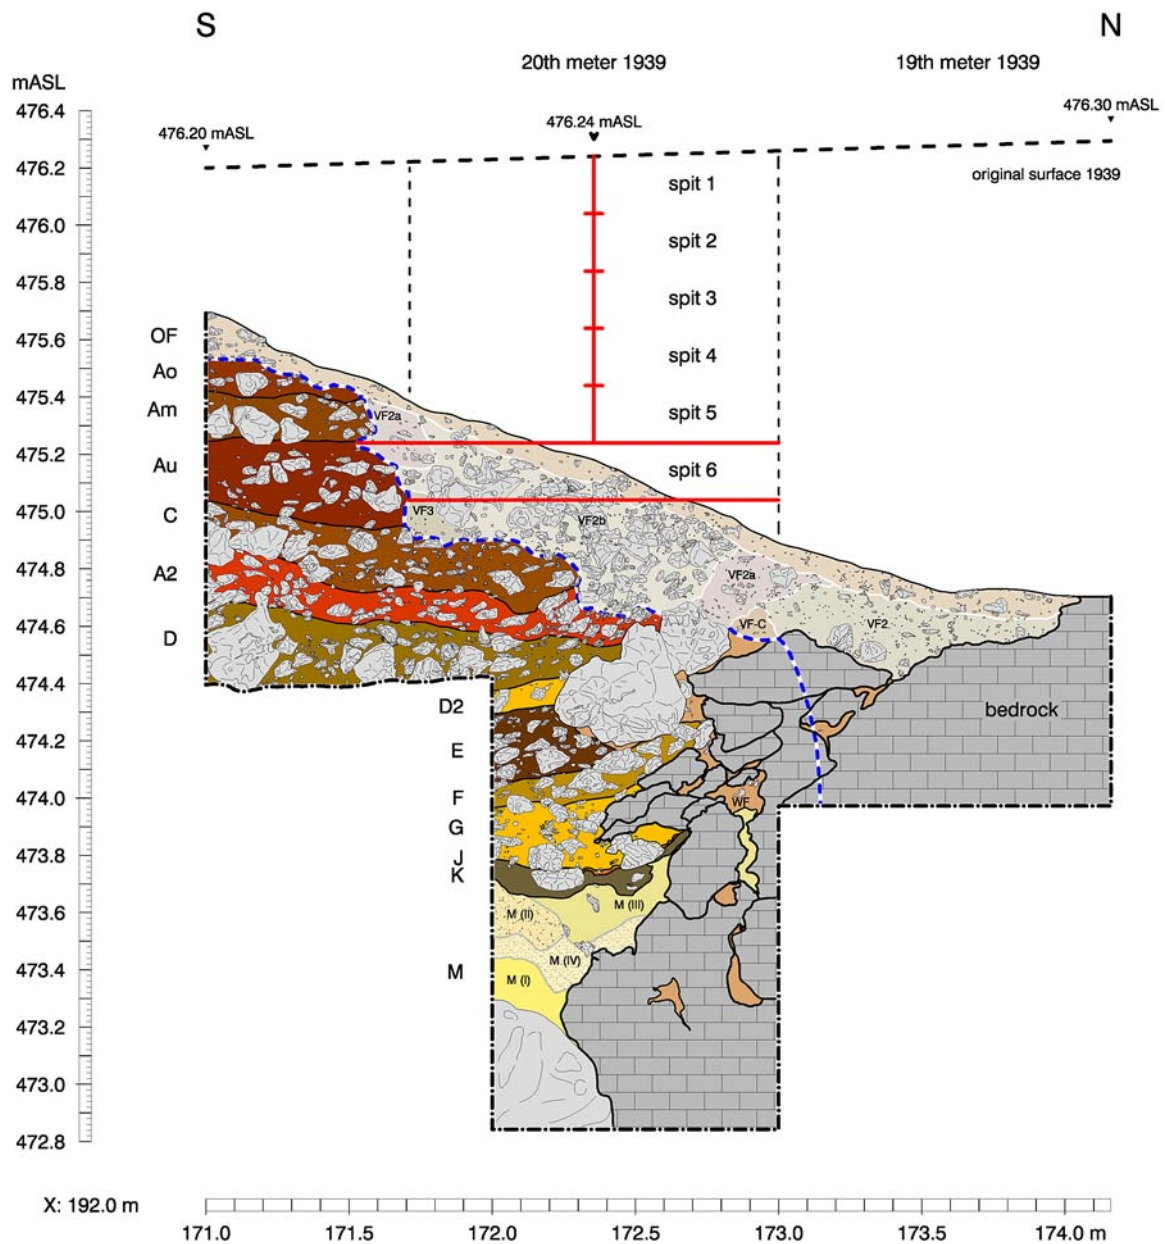 S
N
20th meter 1939
19th meter 1939
mASL
476.4
476.30 mASL
476.24 mASL
476.20 mASL
476.2
original surface 1939
spit 1
476.0
spit 2
475.8
spit 3
475.6
OF
spit 4
Ao
475.4
Am
VF2a
spit 5
475.2
Au
spit 6
475.0
C
VF3
VF2b
474.8
A2
VF2a
474.6
D
VF-C
VF2
474.4
D2
bedrock
474.2
E
474.0
F
WF
G
473.8
J
K
473.6
M (II)
M (III)
473.4
M
M (I)
M (IV)
473.2
473.0
472.8
X: 192.0 m
171.0
171.5
172.0
172.5
173.0
173.5
174.0 m